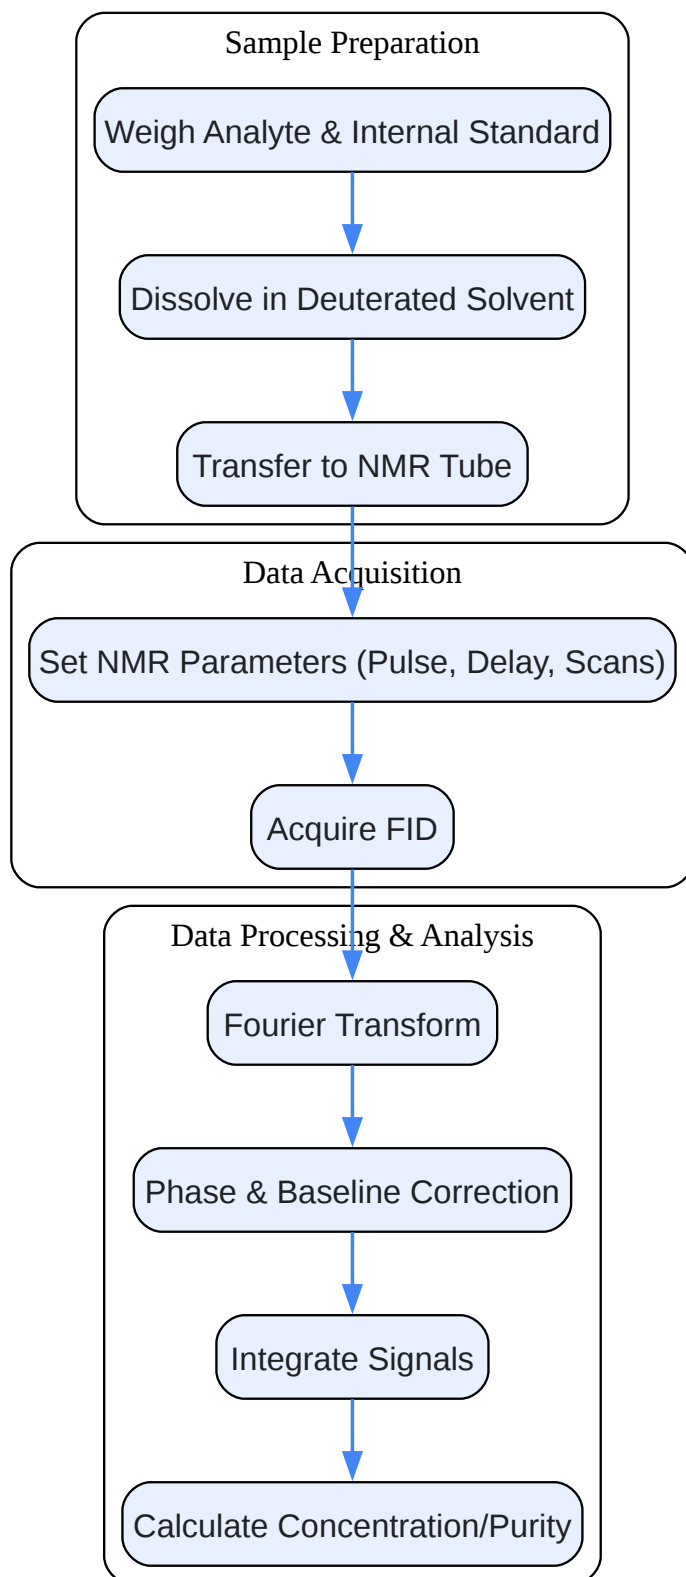 Sample Preparation
Weigh Analyte & Internal Standard
Dissolve in Deuterated Solvent
Transfer to NMR Tube
Data Acquisition
Set NMR Parameters (Pulse, Delay, Scans)
Acquire FID
Data Processing & Analysis
Fourier Transform
Phase & Baseline Correction
Integrate Signals
Calculate Concentration/Purity